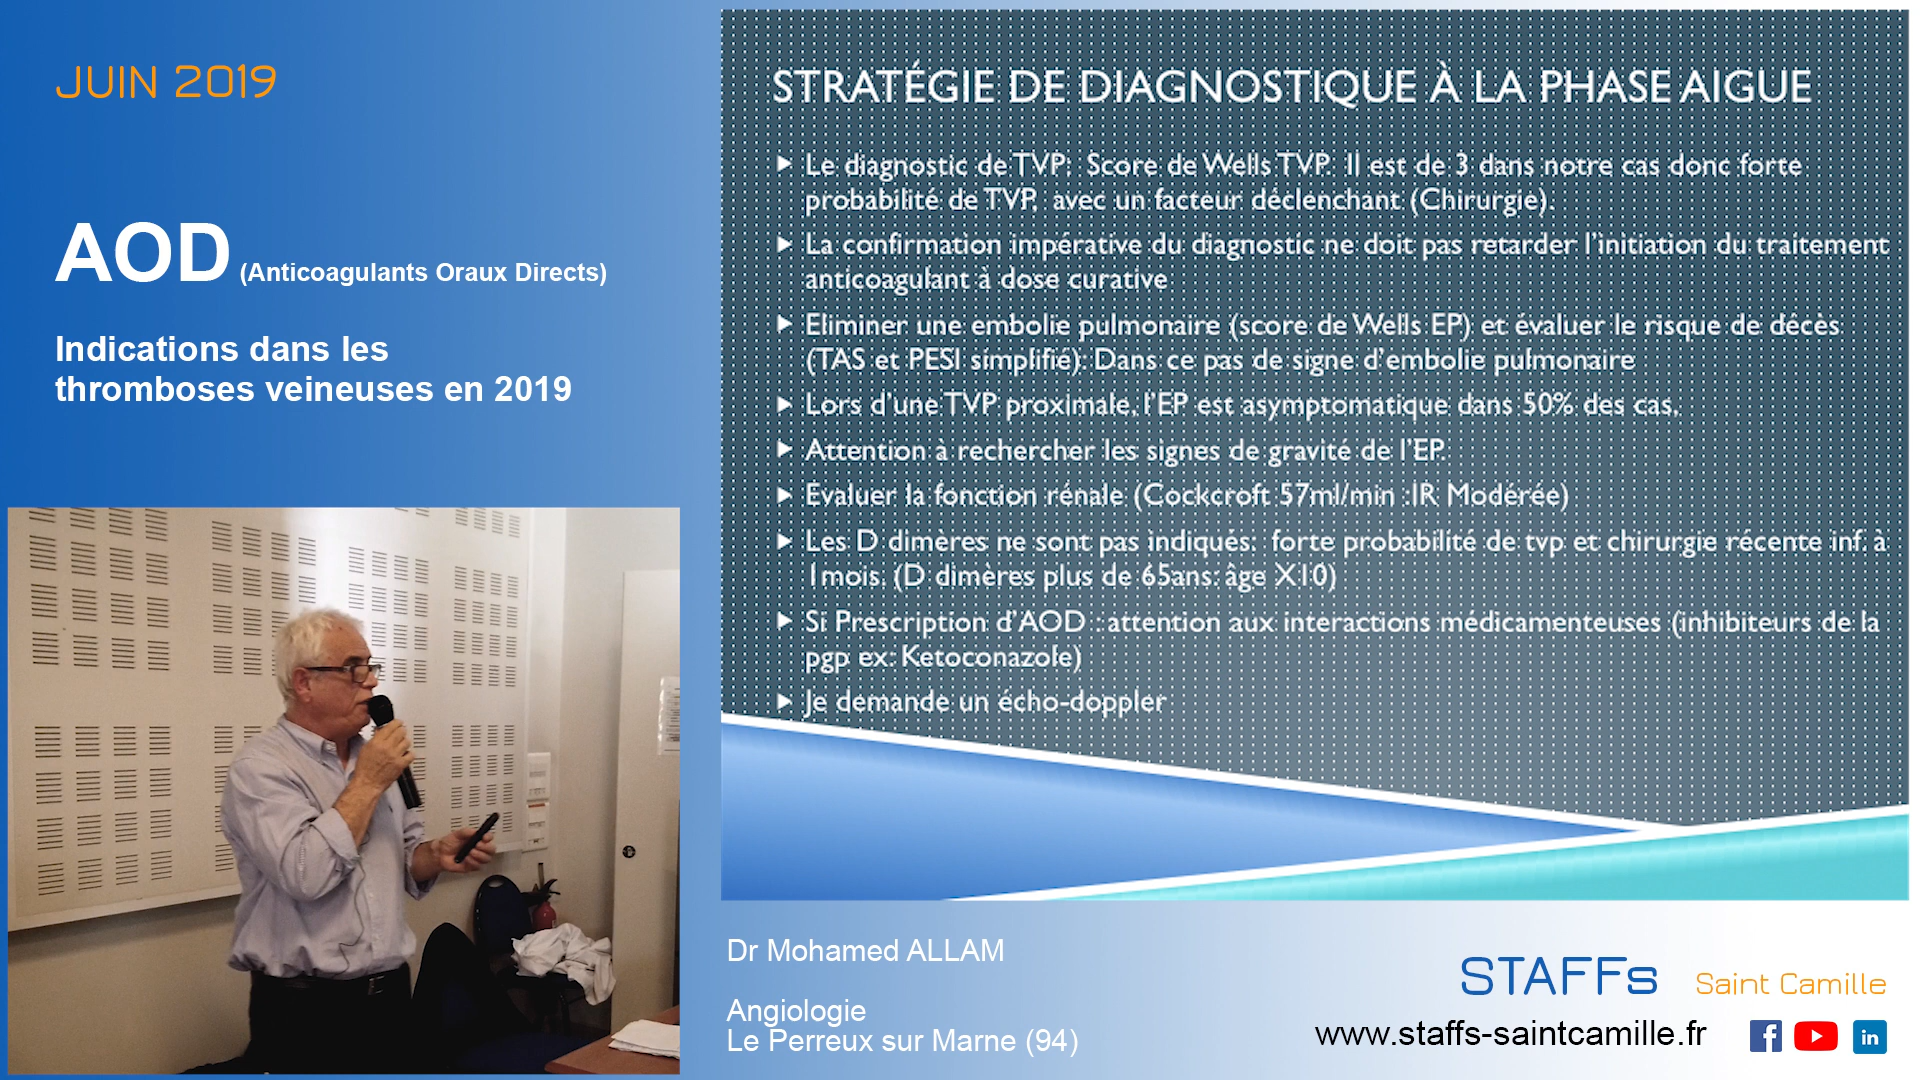 JUIN 2019
AOD (Anticoagulants Oraux Directs)
Indications dans les
thromboses veineuses en 2019
STRATÉGIE DE DIAGNOSTIQUE À LA PHASE AIGUE
Le diagnostic de TVP: Score de Wells TVP. Il est de 3 dans notre cas donc forte
probabilité de TVP, avec un facteur déclenchant (Chirurgie).
La confirmation impérative du diagnostic ne doit pas retarder l'initiation du traitement
anticoagulant à dose curative
Eliminer une embolie pulmonaire (score de Wells EP) et évaluer le risque de décès
(TAS et PESI simplifié): Dans ce pas de signe d'embolie pulmonaire
Lors d'une TVP proximale, l'EP est asymptomatique dans 50% des cas,
Attention à rechercher les signes de gravité de l'EP.
Evaluer la fonction rénale (Cockcroft 57ml/min :IR Modérée)
Les D dimères ne sont pas indiqués: forte probabilité de tvp et chirurgie récente inf. à
1mois. (D dimères plus de 65ans: âge X10)
Si Prescription d'AOD : attention aux interactions médicamenteuses (inhibiteurs de la
pgp ex: Ketoconazole)
Je demande un écho-doppler
Dr Mohamed ALLAM
Angiologie
Le Perreux sur Marne (94)
STAFFs Saint Camille
www.staffs-saintcamille.fr